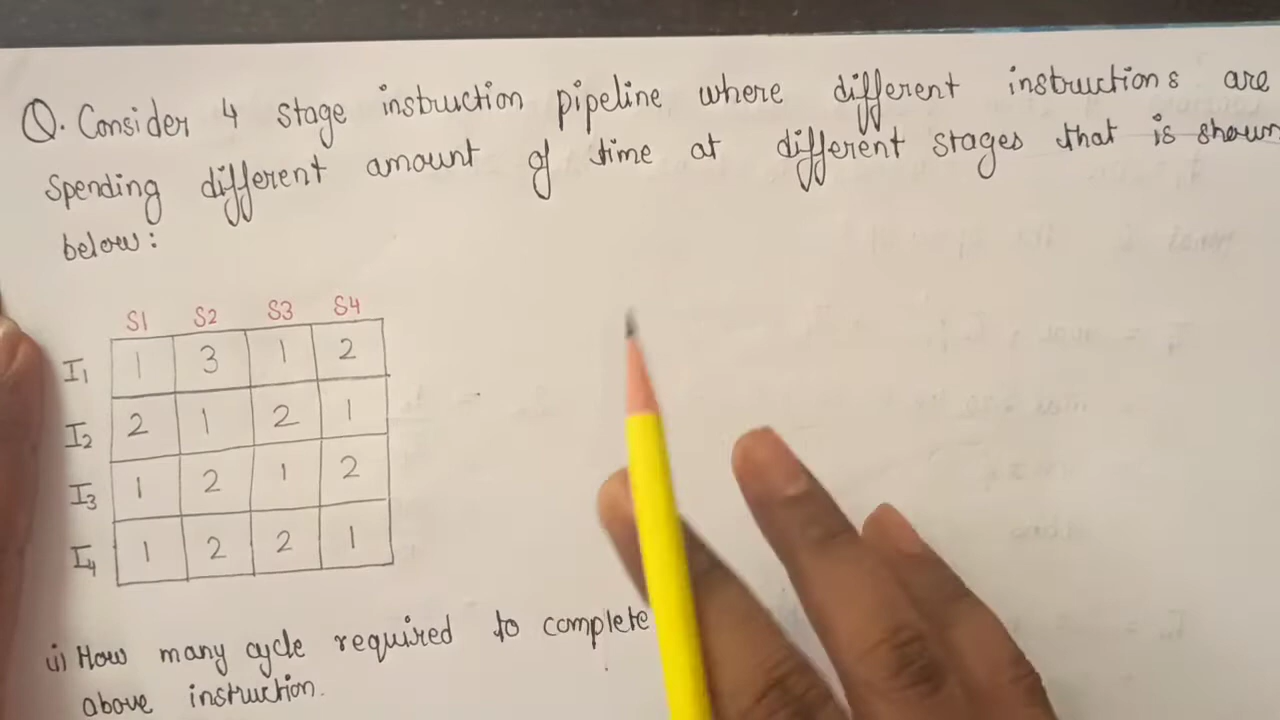 Q. Consider 4 stage instruction pipeline where different instructions are
spending different amount of time at different stages that is shown
below:
S1 S2 S3 S4
I1 1 3 1 2
I2 2 1 2 1
I3 1 2 1 2
I4 1 2 2 1
i) How many cycle required to complete
above instruction.